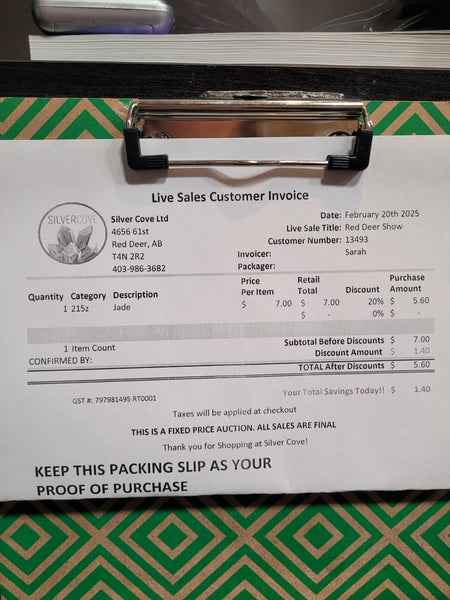 Live Sales Customer Invoice
SILVERCOVE
Silver Cove Ltd
4656 61st
Red Deer, AB
T4N 2R2
403-986-3682
Date: February 20th 2025
Live Sale Title: Red Deer Show
Customer Number: 13493
Invoicer: Sarah
Packager:
Quantity Category Description Price Per Item Retail Total Discount Purchase Amount
1 215z Jade $ 7.00 $ 7.00 20% $ 5.60
$ - 0% $ -
1 Item Count
Subtotal Before Discounts $ 7.00
CONFIRMED BY:
Discount Amount $ 1.40
TOTAL After Discounts $ 5.60
GST #: 797981495 RT0001
Your Total Savings Today!! $ 1.40
Taxes will be applied at checkout
THIS IS A FIXED PRICE AUCTION. ALL SALES ARE FINAL
Thank you for Shopping at Silver Cove!
KEEP THIS PACKING SLIP AS YOUR
PROOF OF PURCHASE